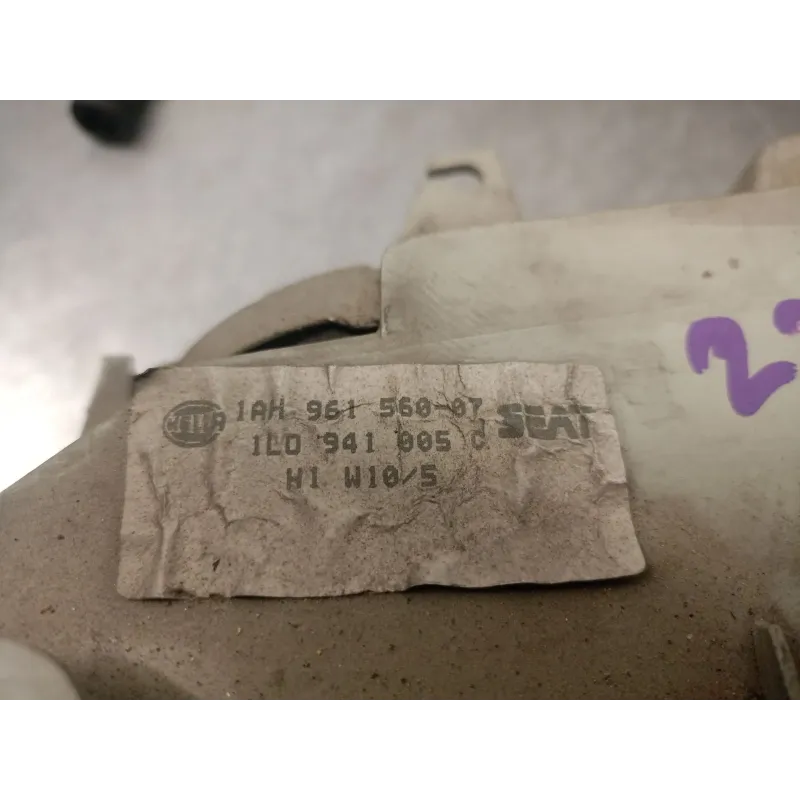 HELLA
1AH 961 560-07
SEAT
1L0 941 005 C
H1 W10/5